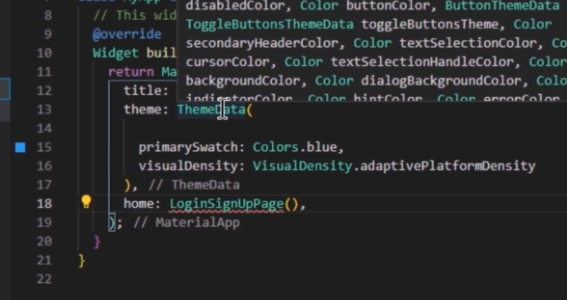 disabledColor, Color buttonColor, ButtonThemeData
ToggleButtonsThemeData toggleButtonsTheme, Color
secondaryHeaderColor, Color textSelectionColor, Co
cursorColor, Color textSelectionHandleColor, Color
backgroundColor, Color dialogBackgroundColor, Color
indicatorColor, Color hintColor, Color errorColor
8 // This wid
9 @override
10 Widget buil
11 return Ma
12 title:
13 theme: ThemeData(
14
15 primarySwatch: Colors.blue,
16 visualDensity: VisualDensity.adaptivePlatformDensity
17 ), // ThemeData
18 home: LoginSignUpPage(),
19 ); // MaterialApp
20 }
21 }
22